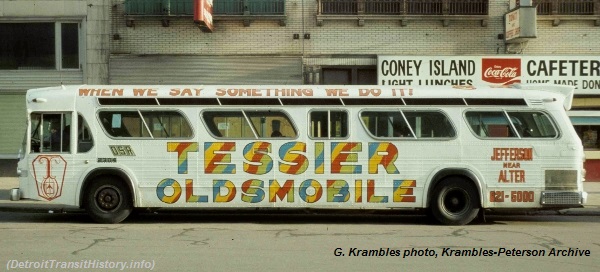 CONEY ISLAND
Coca-Cola
CAFETER
LIGHT LUNCHES
HOME MADE DON
WHEN WE SAY SOMETHING WE DO IT!
TESSIER
OLDSMOBILE
JEFFERSON
NEAR
ALTER
821-6000
T
G. Krambles photo, Krambles-Peterson Archive
(DetroitTransitHistory.info)